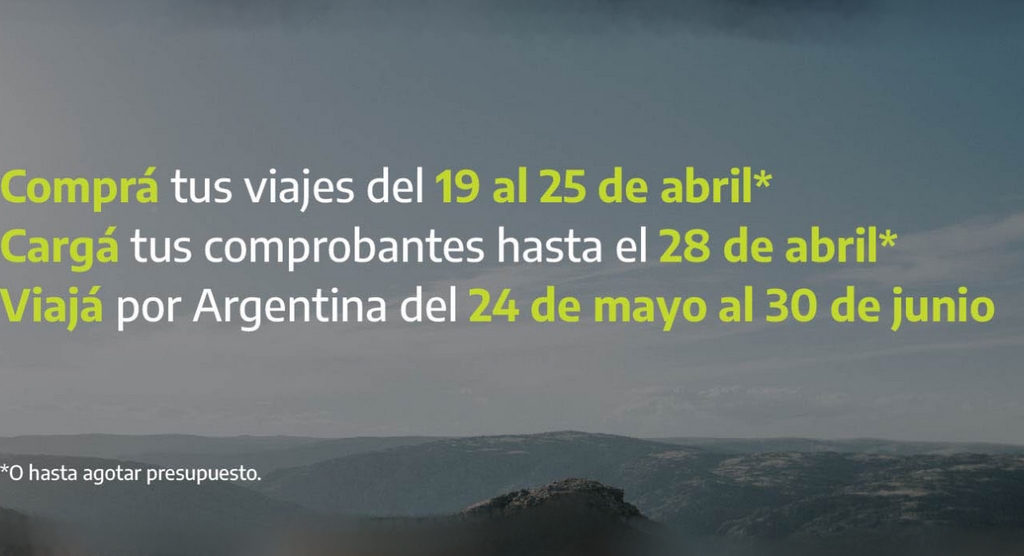 Comprá tus viajes del 19 al 25 de abril*
Cargá tus comprobantes hasta el 28 de abril*
Viajá por Argentina del 24 de mayo al 30 de junio
*O hasta agotar presupuesto.